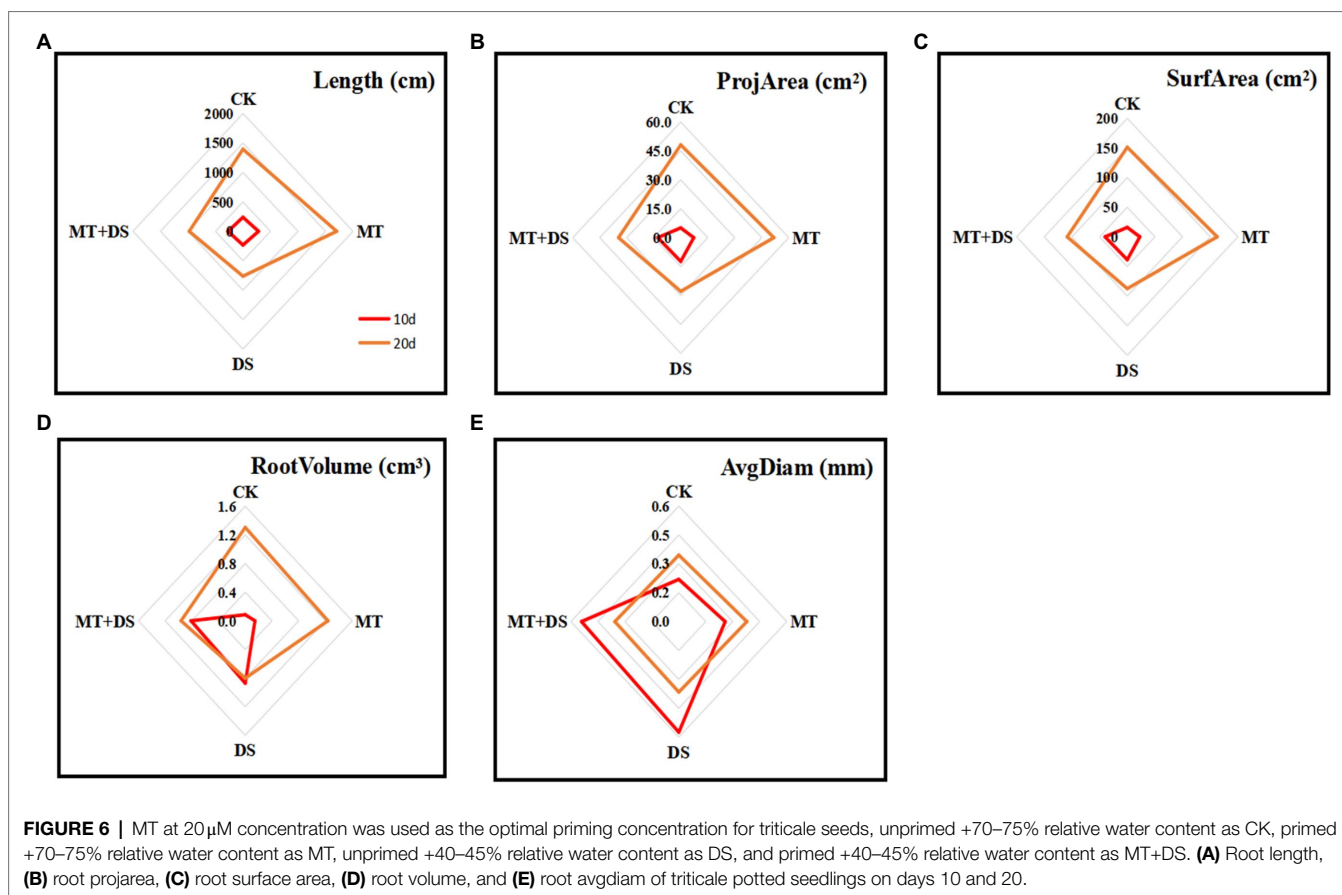 A
Length (cm)
CK
2000
1500
1000
500
0
MT+DS
MT
DS
10d
20d
B
ProjArea (cm²)
CK
60.0
45.0
30.0
15.0
0.0
MT+DS
MT
DS
C
SurfArea (cm²)
CK
200
150
100
50
0
MT+DS
MT
DS
D
RootVolume (cm³)
CK
1.6
1.2
0.8
0.4
0.0
MT+DS
MT
DS
E
AvgDiam (mm)
CK
0.6
0.5
0.3
0.2
0.0
MT+DS
MT
DS
FIGURE 6 | MT at 20 μM concentration was used as the optimal priming concentration for triticale seeds, unprimed +70–75% relative water content as CK, primed
+70–75% relative water content as MT, unprimed +40–45% relative water content as DS, and primed +40–45% relative water content as MT+DS. (A) Root length,
(B) root projarea, (C) root surface area, (D) root volume, and (E) root avgdiam of triticale potted seedlings on days 10 and 20.